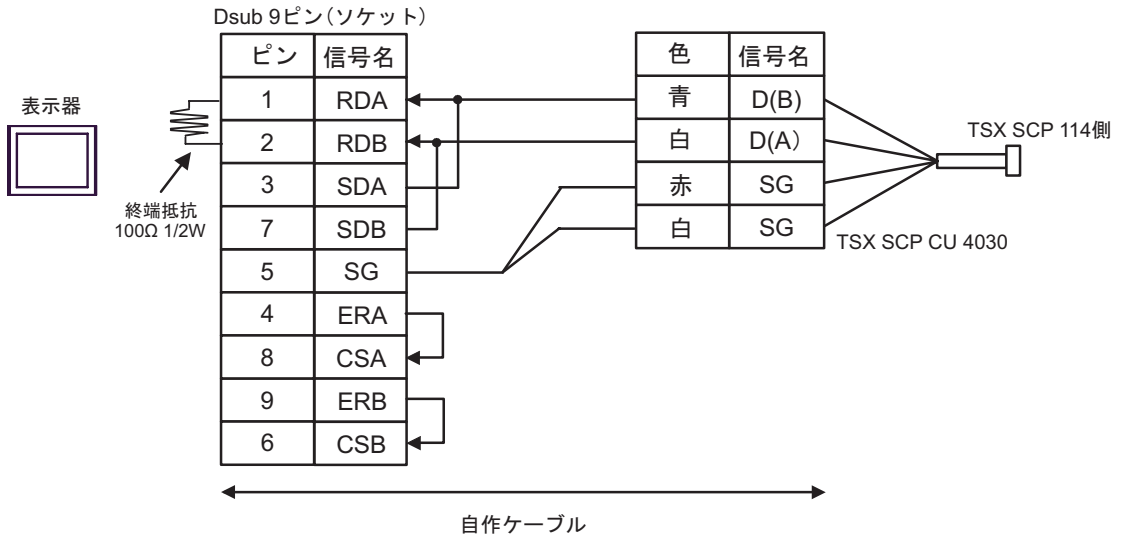 Dsub 9ピン(ソケット)
ピン 信号名
1 RDA
2 RDB
3 SDA
7 SDB
5 SG
4 ERA
8 CSA
9 ERB
6 CSB
表示器
終端抵抗
100Ω 1/2W
色 信号名
青 D(B)
白 D(A)
赤 SG
白 SG
TSX SCP 114側
TSX SCP CU 4030
自作ケーブル